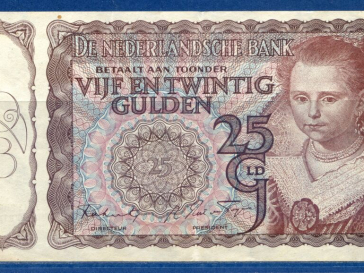 DE NEDERLANDSCHE BANK
BETAALT AAN TOONDER
VIJF EN TWINTIG
GULDEN
25
GLD
25
DIRECTEUR PRESIDENT